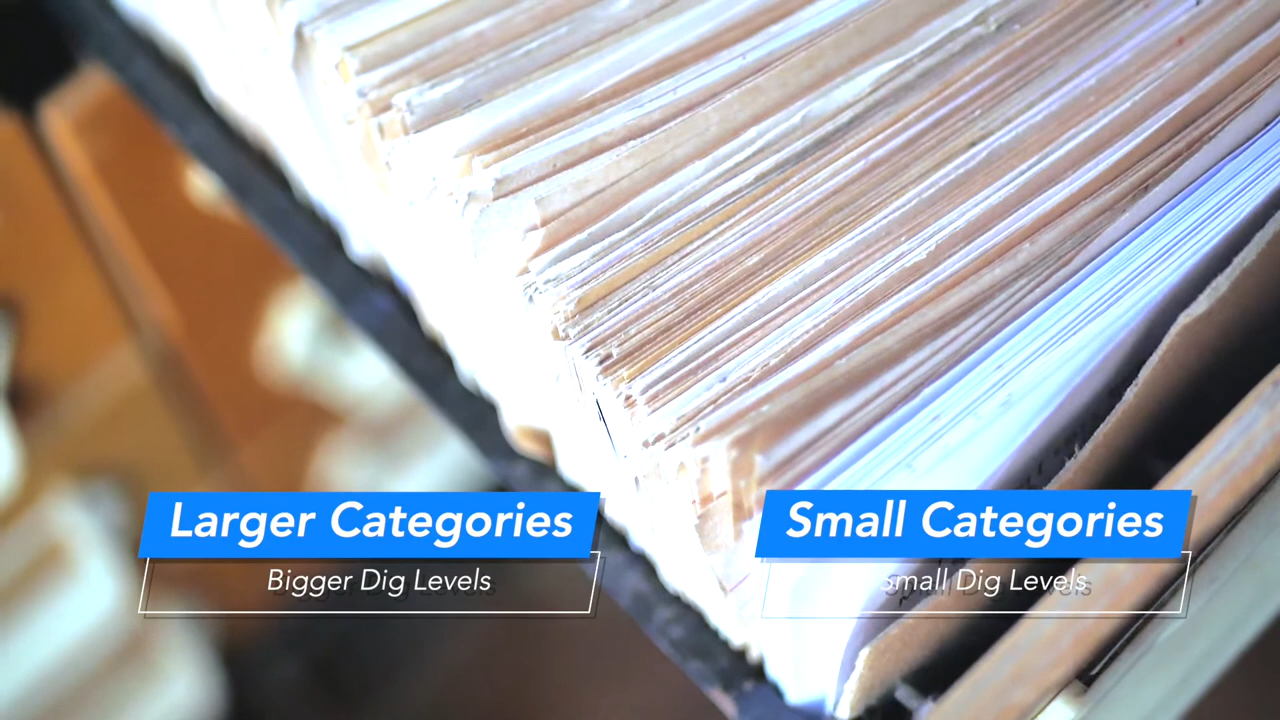 Larger Categories
Bigger Dig Levels
Small Categories
Small Dig Levels